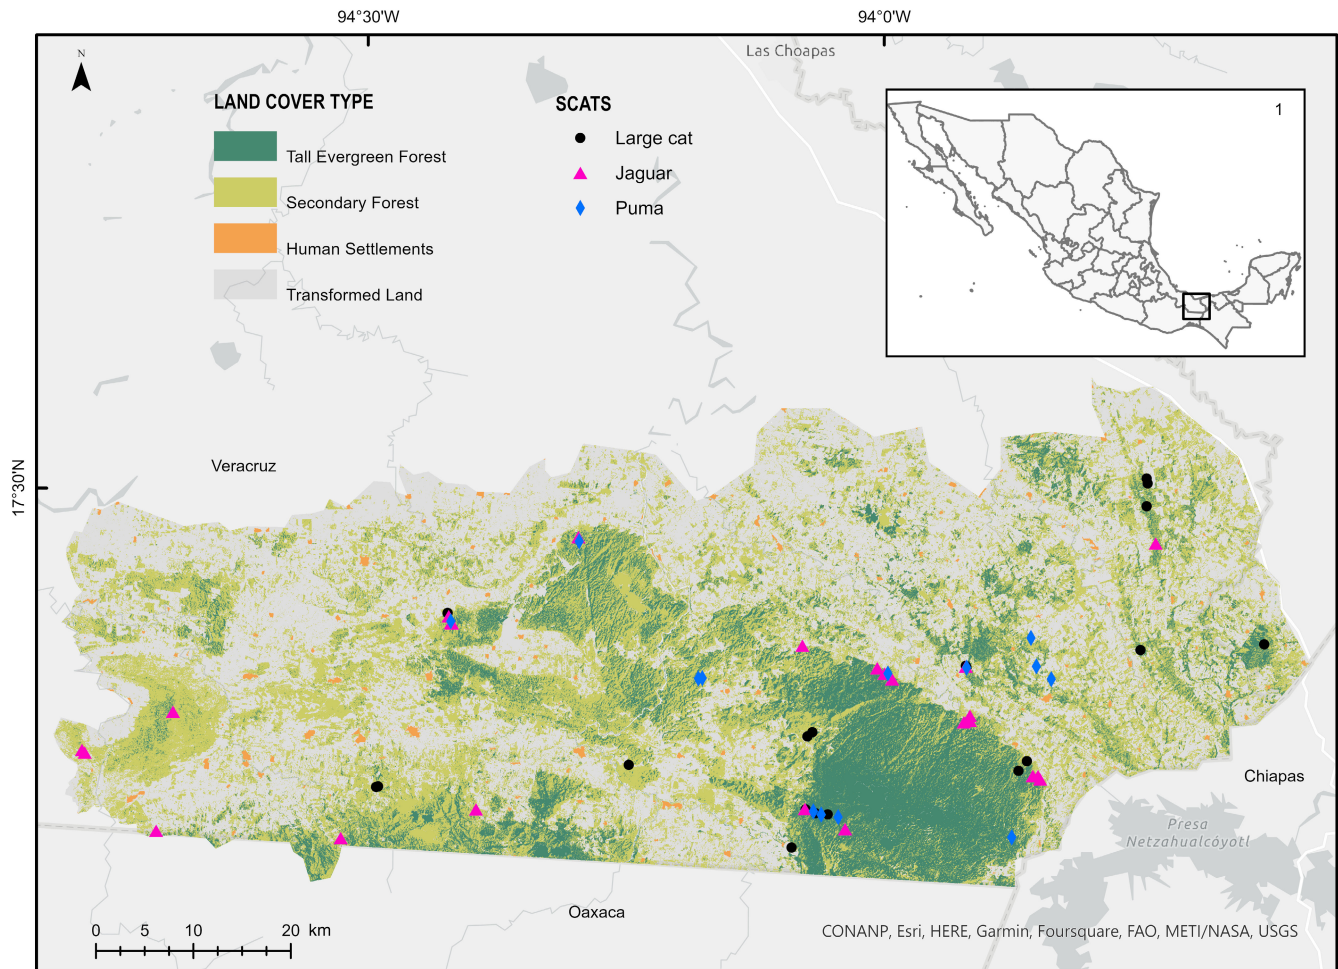 94°30'W
94°0'W
Las Choapas
N
LAND COVER TYPE
SCATS
1
Tall Evergreen Forest
Large cat
Secondary Forest
Jaguar
Human Settlements
Puma
Transformed Land
Veracruz
17°30'N
Chiapas
Presa
Netzahualcóyotl
Oaxaca
0 5 10 20 km
CONANP, Esri, HERE, Garmin, Foursquare, FAO, METI/NASA, USGS